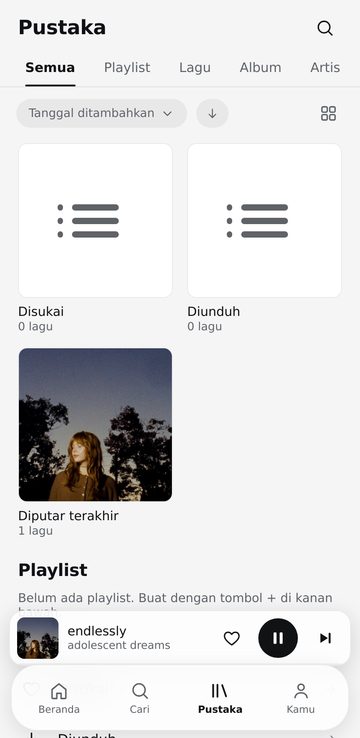 Pustaka
Semua Playlist Lagu Album Artis
Tanggal ditambahkan
Disukai
0 lagu
Diunduh
0 lagu
Diputar terakhir
1 lagu
Playlist
Belum ada playlist. Buat dengan tombol + di kanan
bawah
endlessly
adolescent dreams
Beranda Cari Pustaka Kamu
Diunduh